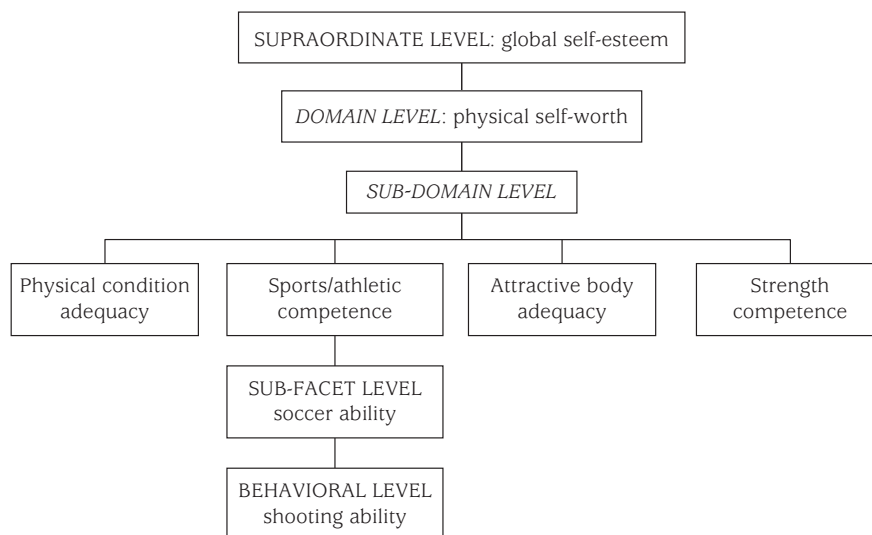 SUPRAORDINATE LEVEL: global self-esteem
DOMAIN LEVEL: physical self-worth
SUB-DOMAIN LEVEL
Physical condition
adequacy
Sports/athletic
competence
Attractive body
adequacy
Strength
competence
SUB-FACET LEVEL
soccer ability
BEHAVIORAL LEVEL
shooting ability